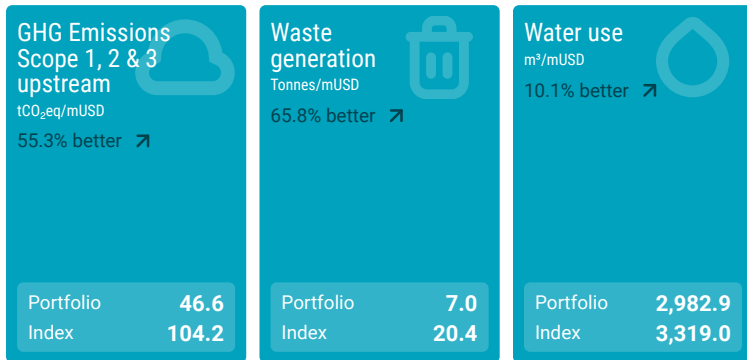 GHG Emissions
Scope 1, 2 & 3
upstream
tCO₂eq/mUSD
55.3% better
Portfolio 46.6
Index 104.2
Waste
generation
Tonnes/mUSD
65.8% better
Portfolio 7.0
Index 20.4
Water use
m³/mUSD
10.1% better
Portfolio 2,982.9
Index 3,319.0